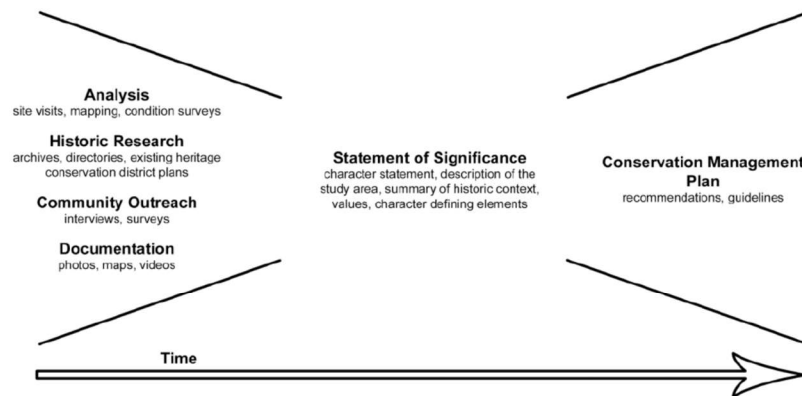 Analysis
site visits, mapping, condition surveys
Historic Research
archives, directories, existing heritage
conservation district plans
Community Outreach
interviews, surveys
Documentation
photos, maps, videos
Statement of Significance
character statement, description of the
study area, summary of historic context,
values, character defining elements
Conservation Management
Plan
recommendations, guidelines
Time